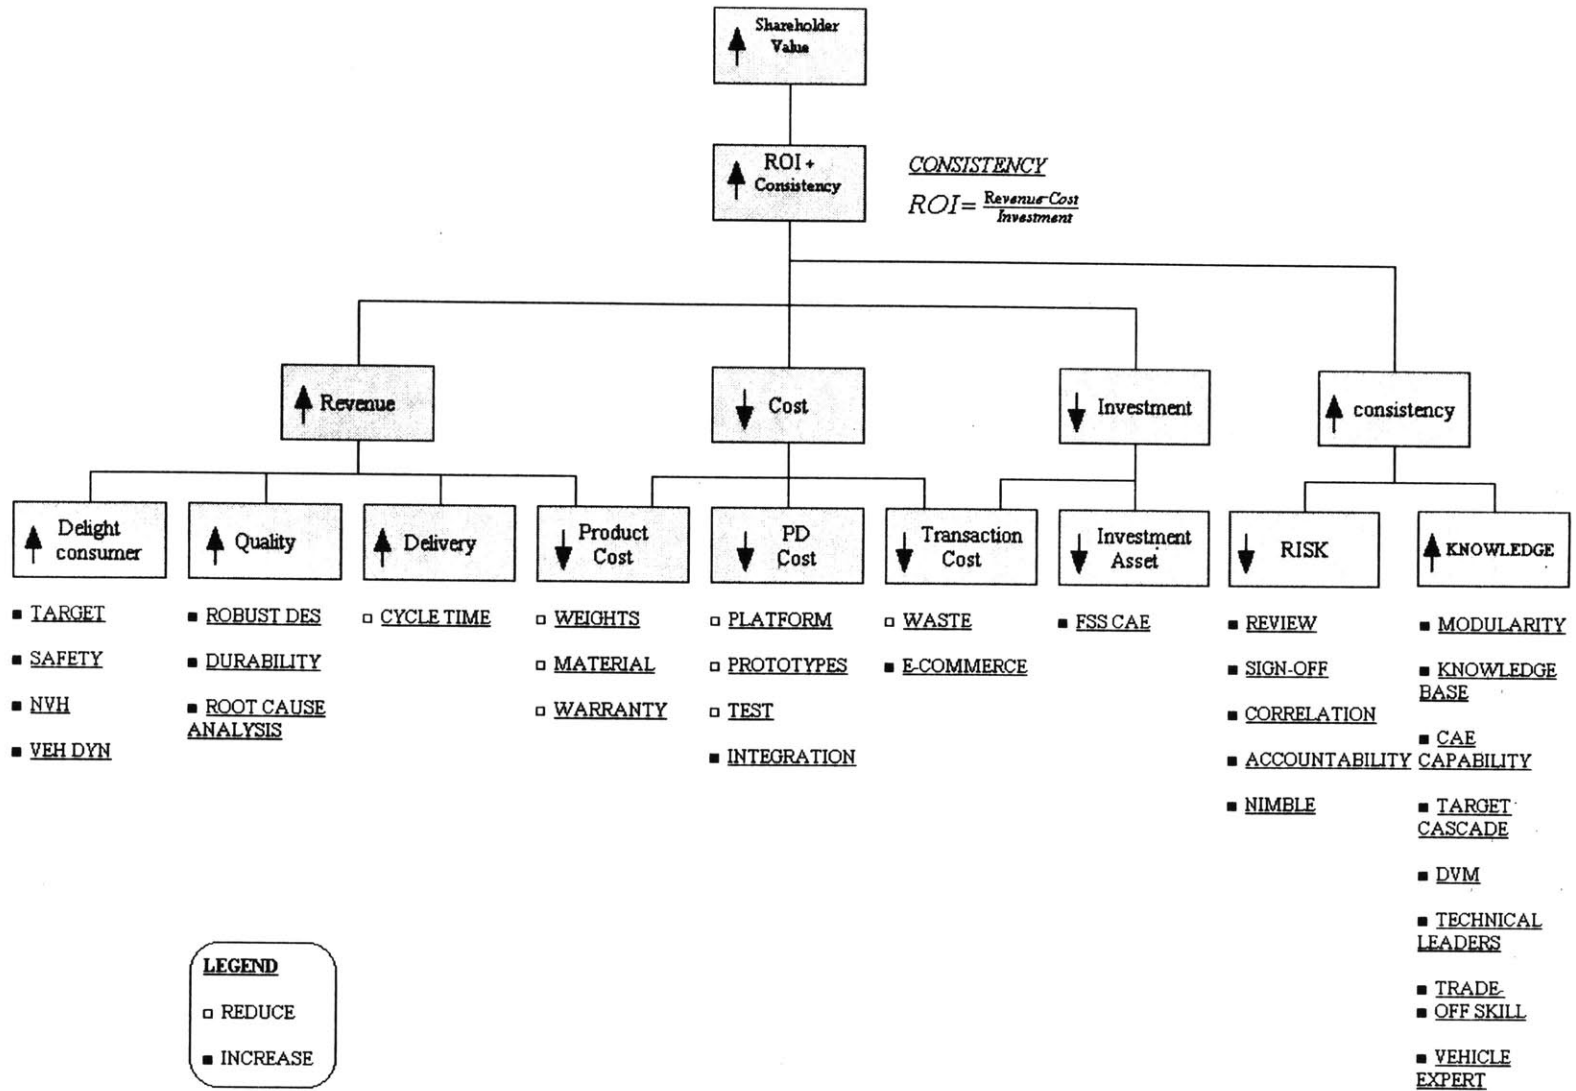 Shareholder
Value
ROI +
Consistency
CONSISTENCY
ROI = Revenue-Cost
Investment
Revenue
Cost
Investment
consistency
Delight
consumer
Quality
Delivery
Product
Cost
PD
Cost
Transaction
Cost
Investment
Asset
RISK
KNOWLEDGE
■ TARGET
■ SAFETY
■ NVH
■ VEH DYN
■ ROBUST DES
■ DURABILITY
■ ROOT CAUSE
ANALYSIS
□ CYCLE TIME
□ WEIGHTS
□ MATERIAL
□ WARRANTY
□ PLATFORM
□ PROTOTYPES
□ TEST
■ INTEGRATION
□ WASTE
■ E-COMMERCE
■ FSS CAE
■ REVIEW
■ SIGN-OFF
■ CORRELATION
■ ACCOUNTABILITY
■ NIMBLE
■ MODULARITY
■ KNOWLEDGE
BASE
■ CAE
CAPABILITY
■ TARGET
CASCADE
■ DVM
■ TECHNICAL
LEADERS
■ TRADE-
■ OFF SKILL
■ VEHICLE
EXPERT
LEGEND
□ REDUCE
■ INCREASE